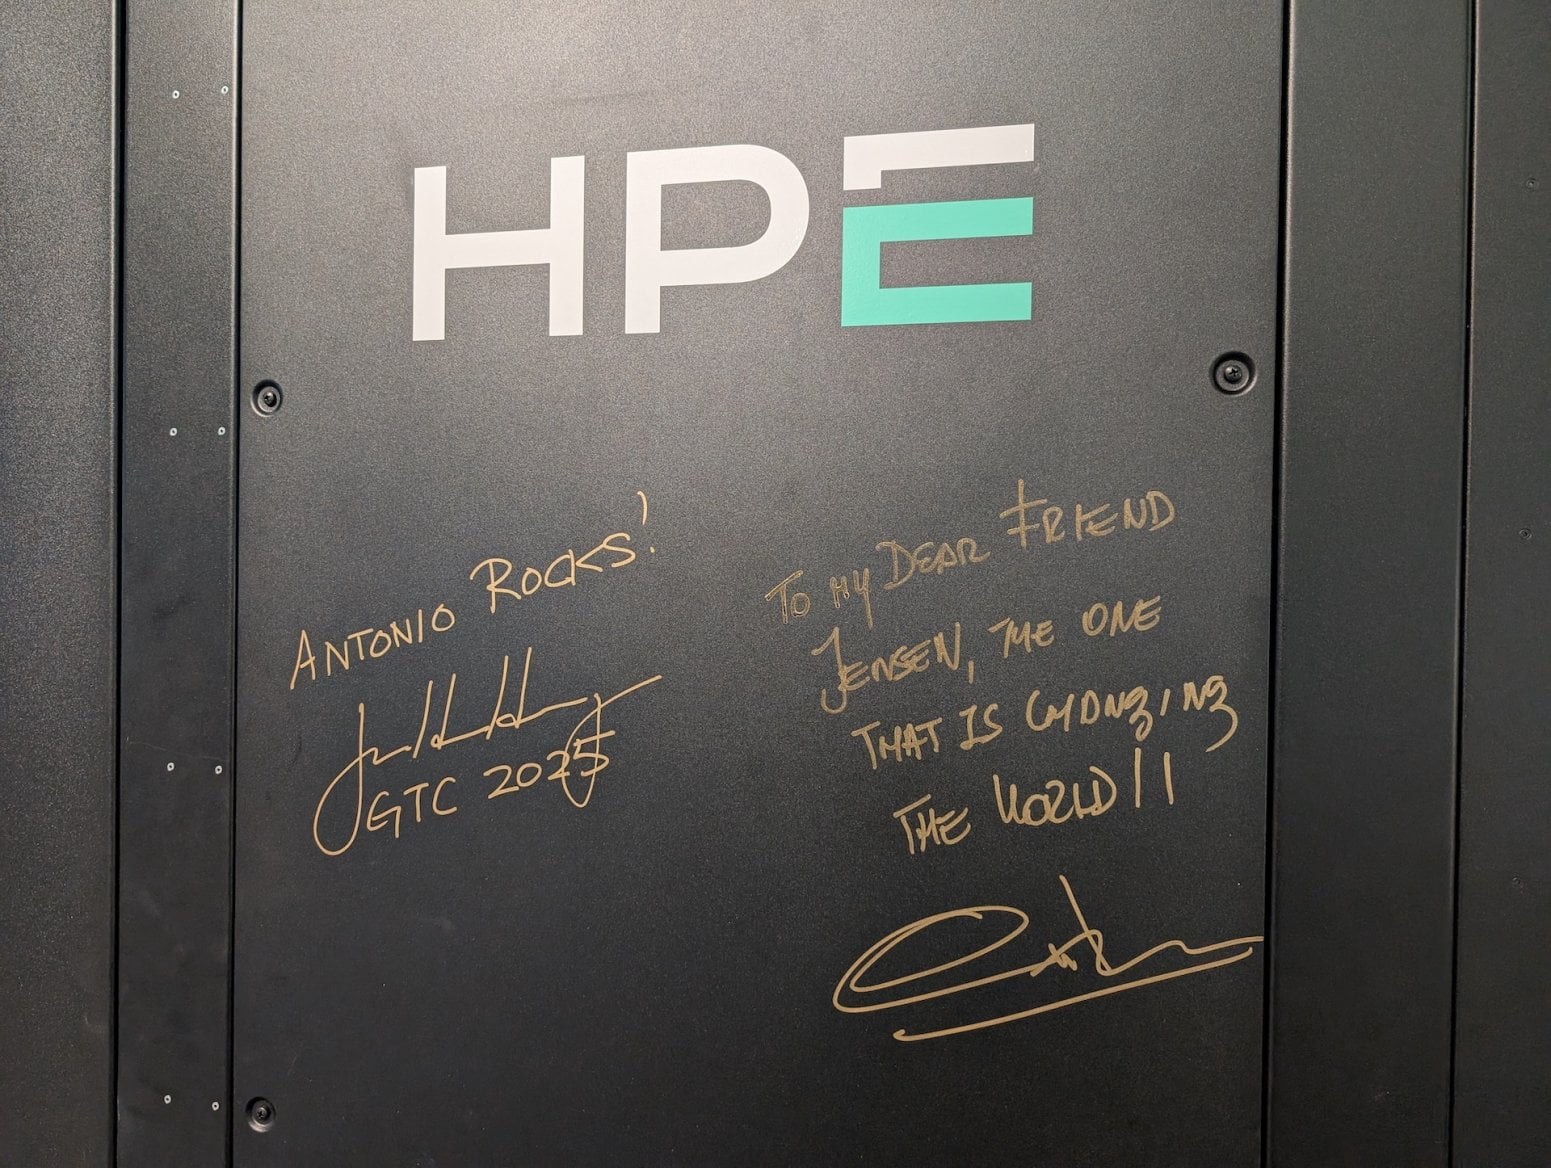 HPE
ANTONIO ROCKS!
GTC 2025
TO MY DEAR FRIEND
JENSEN, THE ONE
THAT IS CHANGING
THE WORLD!!